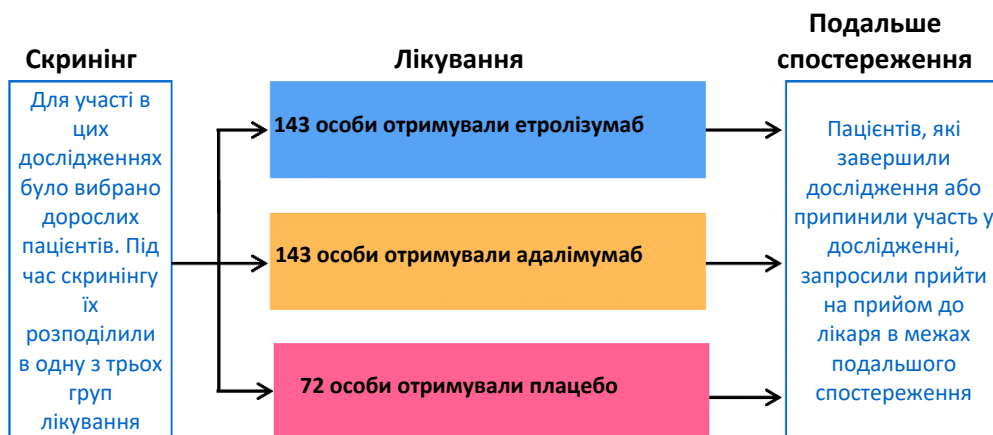 Скринінг
Для участі в
цих
дослідженнях
було вибрано
дорослих
пацієнтів. Під
час скринінгу
їх
розподілили
в одну з трьох
груп
лікування
Лікування
143 особи отримували етролізумаб
143 особи отримували адалімумаб
72 особи отримували плацебо
Подальше
спостереження
Пацієнтів, які
завершили
дослідження або
припинили участь у
дослідженні,
запросили прийти
на прийом до
лікаря в межах
подальшого
спостереження